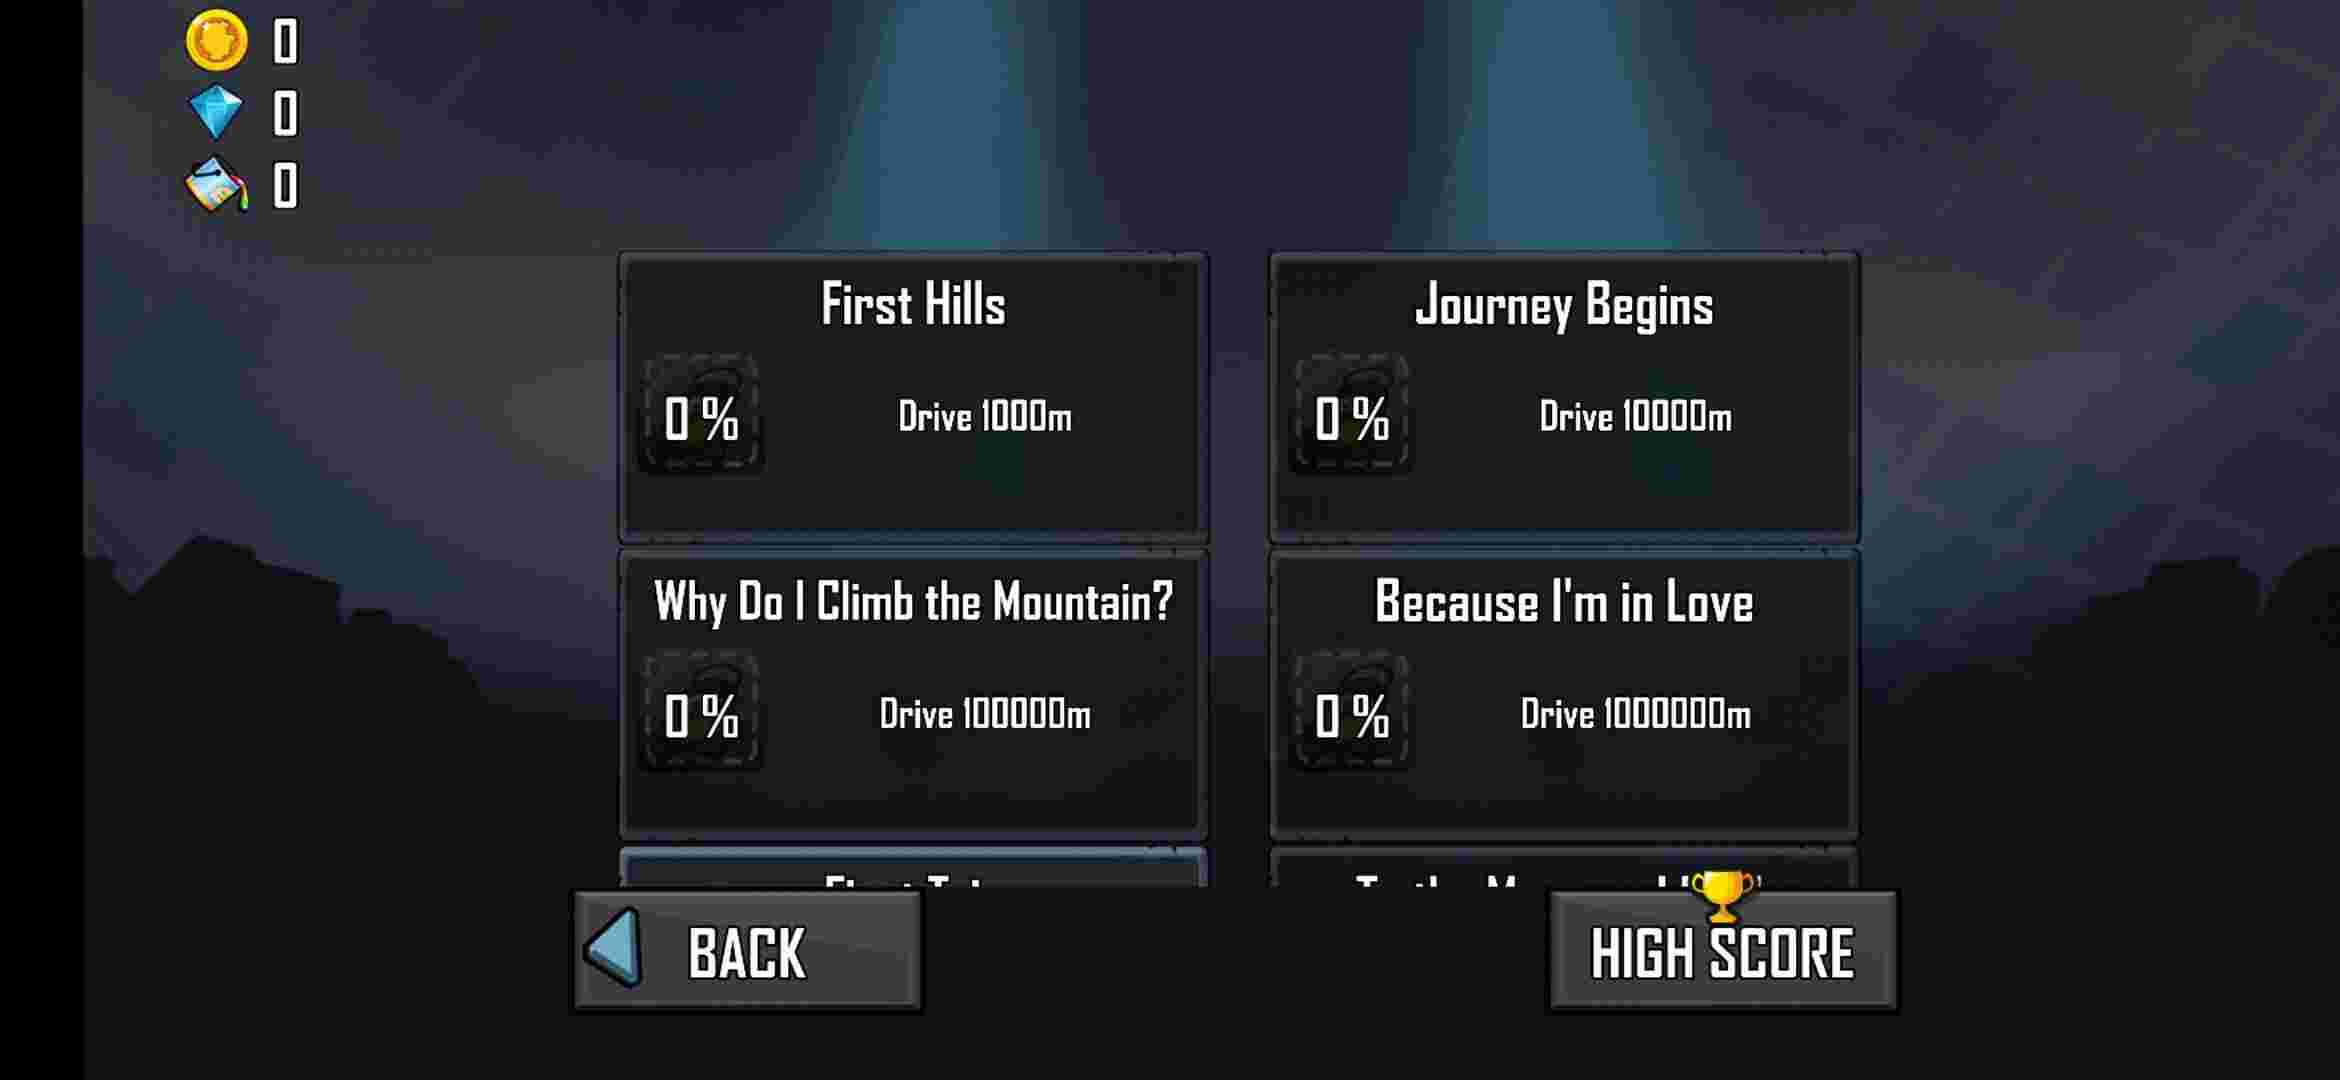 0
0
0
First Hills
0 %
Drive 1000m
Journey Begins
0 %
Drive 10000m
Why Do I Climb the Mountain?
0 %
Drive 100000m
Because I'm in Love
0 %
Drive 1000000m
BACK
HIGH SCORE